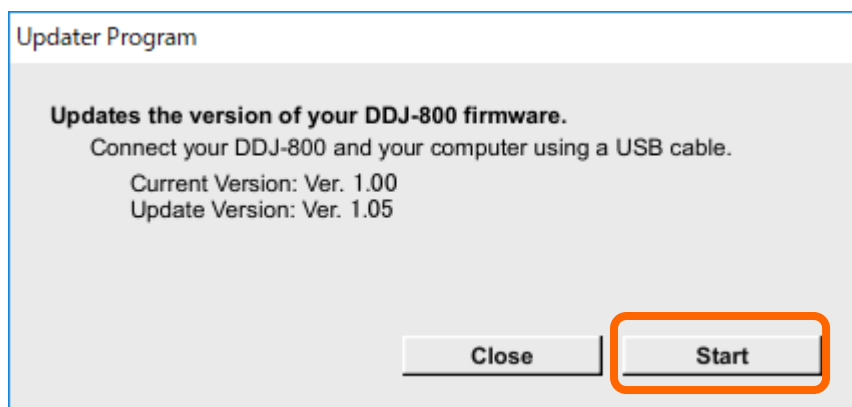 Updater Program
Updates the version of your DDJ-800 firmware.
Connect your DDJ-800 and your computer using a USB cable.
Current Version: Ver. 1.00
Update Version: Ver. 1.05
Close Start